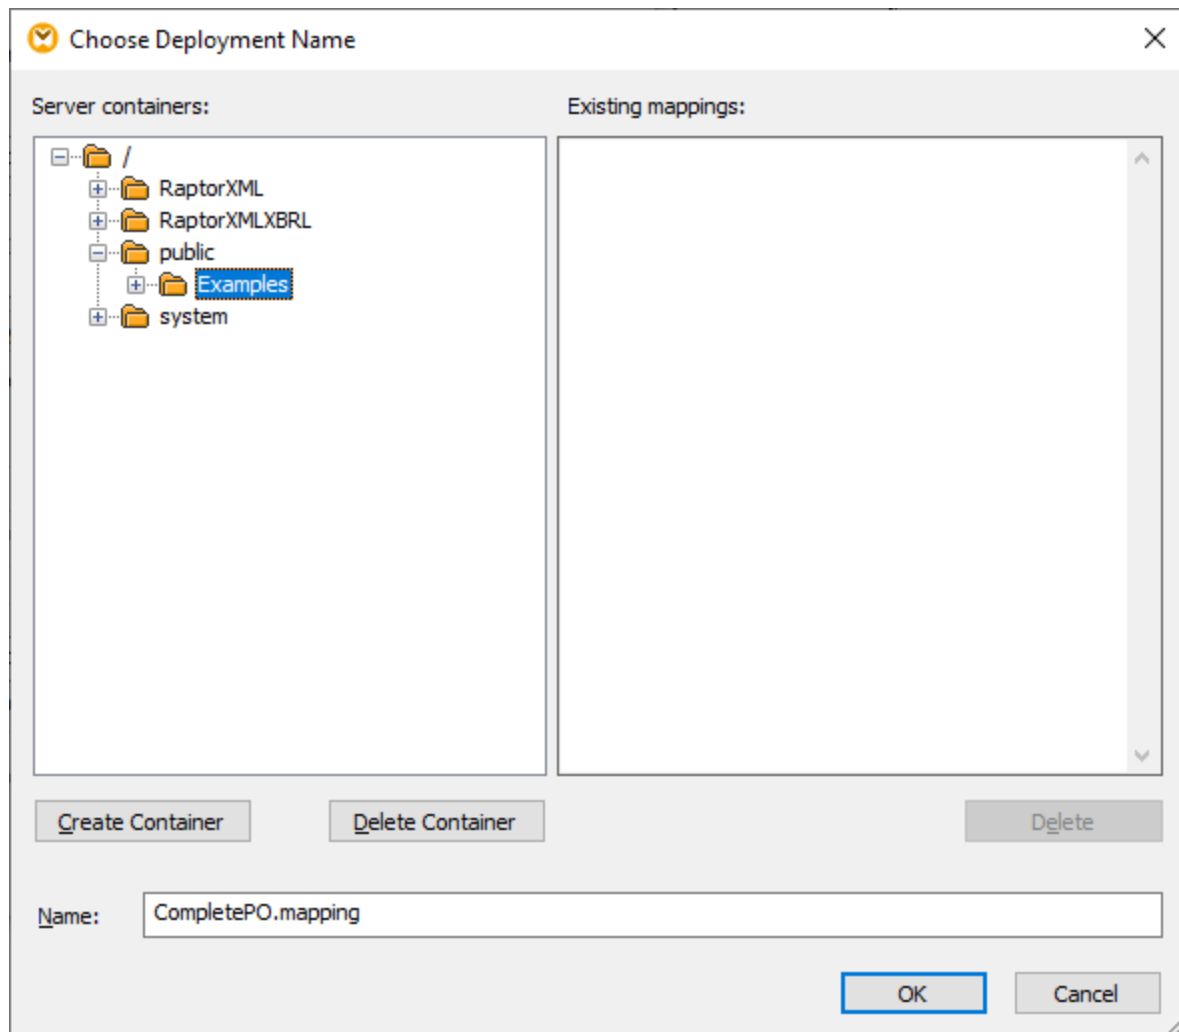 Choose Deployment Name
Server containers:
Existing mappings:
/
RaptorXML
RaptorXMLXBRL
public
Examples
system
Create Container
Delete Container
Delete
Name:
CompletePO.mapping
OK
Cancel